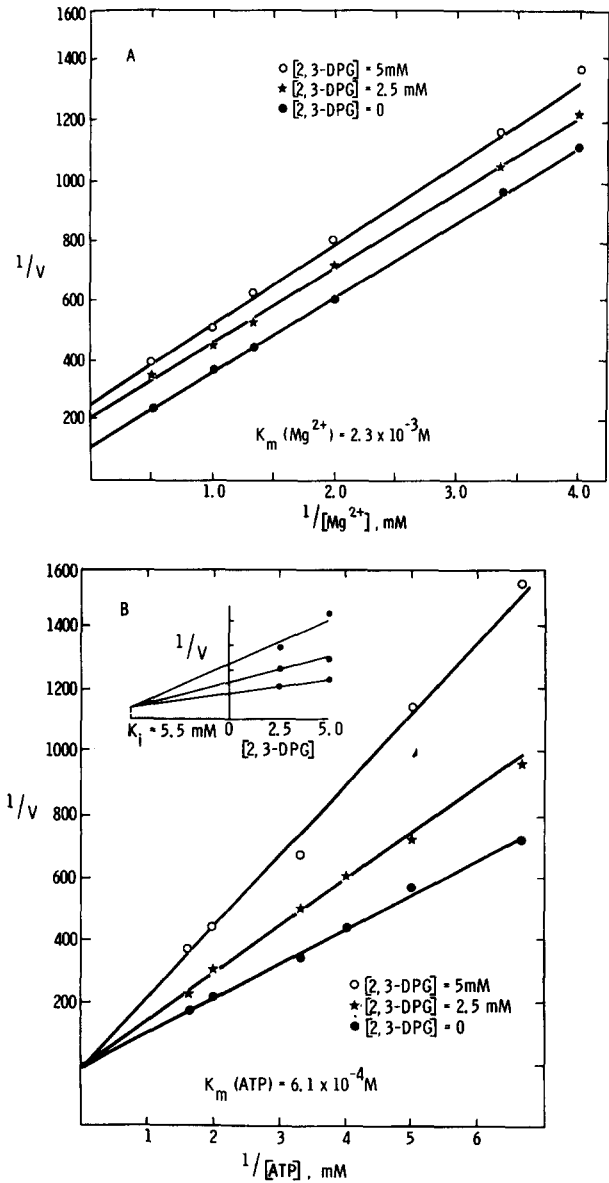 1600
A
1400
○ [2,3-DPG] = 5mM
★ [2,3-DPG] = 2.5 mM
● [2,3-DPG] = 0
1200
1000
1/V
800
600
400
200
K_m (Mg²⁺) = 2.3 x 10⁻³M
1.0 2.0 3.0 4.0
1/[Mg²⁺], mM
1600
B
1400
1/V
K_i = 5.5 mM 0 2.5 5.0
[2,3-DPG]
1200
1000
1/V
800
600
400
○ [2,3-DPG] = 5mM
★ [2,3-DPG] = 2.5 mM
● [2,3-DPG] = 0
200
K_m (ATP) = 6.1 x 10⁻⁴M
1 2 3 4 5 6
1/[ATP], mM